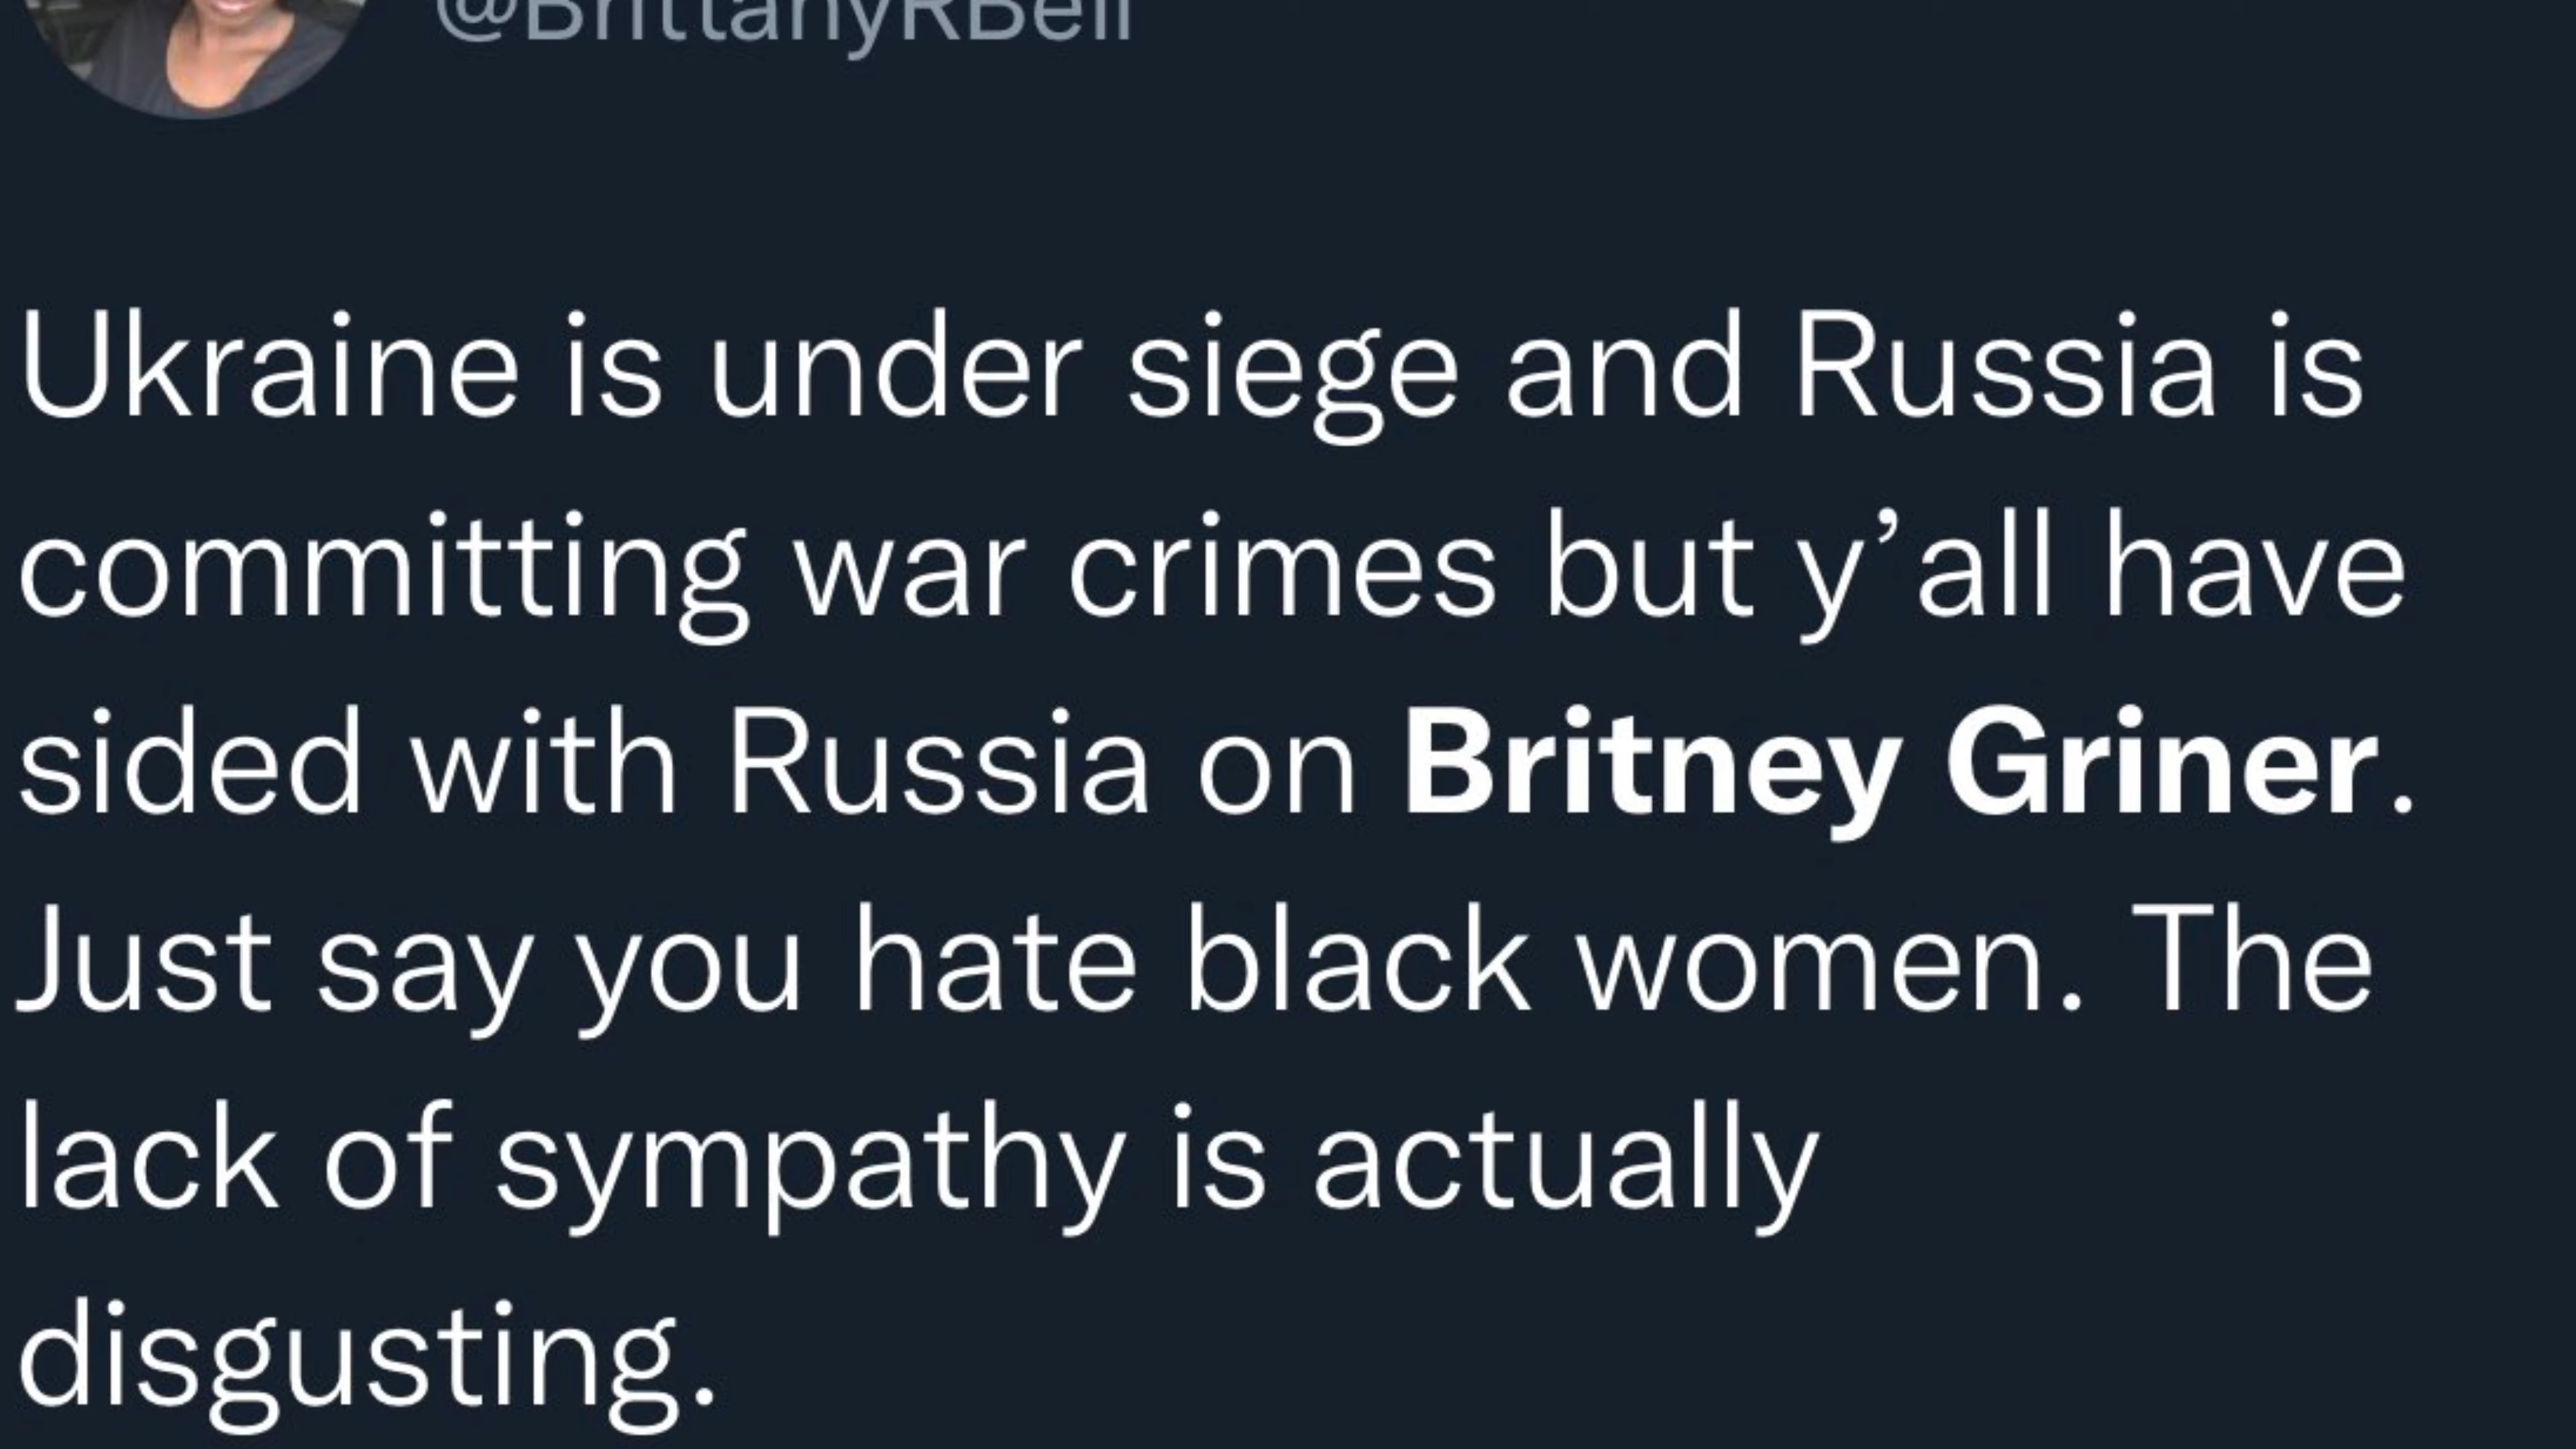 @BrittanyRBell
Ukraine is under siege and Russia is
committing war crimes but y’all have
sided with Russia on Britney Griner.
Just say you hate black women. The
lack of sympathy is actually
disgusting.